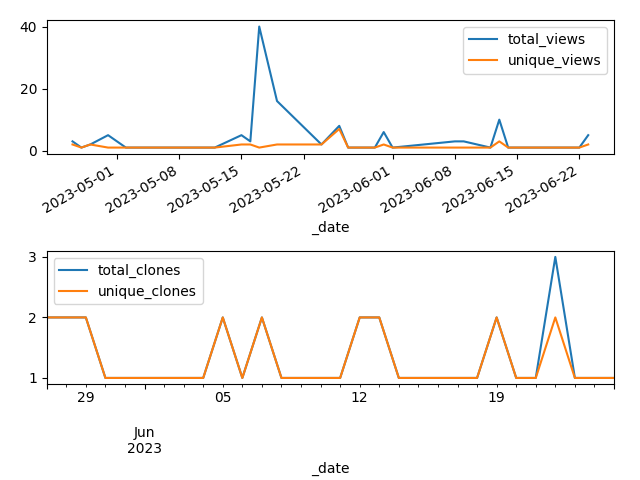 40
20
0
total_views
unique_views
2023-05-01
2023-05-08
2023-05-15
2023-05-22
2023-06-01
2023-06-08
2023-06-15
2023-06-22
_date
3
2
1
total_clones
unique_clones
29
05
12
19
Jun
2023
_date